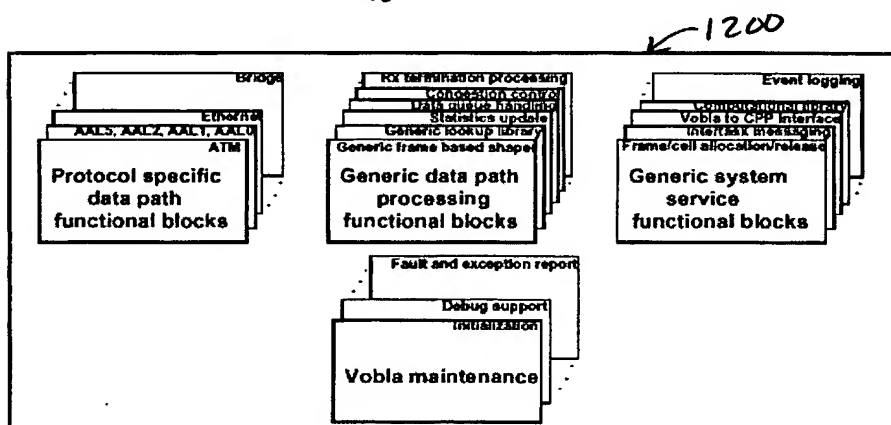 1200
Bridge
Ethernet
AAL5, AAL2, AAL1, AAL0
ATM
Protocol specific
data path
functional blocks
Rx termination processing
Congestion control
Data queue handling
Statistics update
Generic lookup library
Generic frame based shaper
Generic data path
processing
functional blocks
Event logging
Computational library
Vobla to CPP Interface
Intertask messaging
Frame/cell allocation/release
Generic system
service
functional blocks
Fault and exception report
Debug support
Initialization
Vobla maintenance